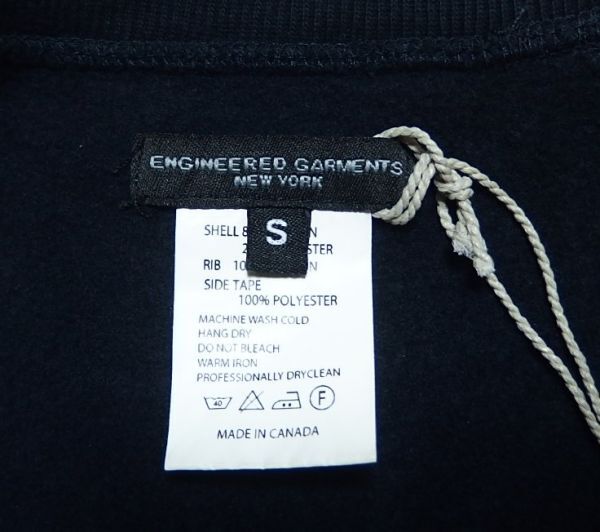 ENGINEERED GARMENTS
NEW YORK
S
SHELL &
RIB
SIDE TAPE
100% POLYESTER
MACHINE WASH COLD
HANG DRY
DO NOT BLEACH
WARM IRON
PROFESSIONALLY DRYCLEAN
40 F
MADE IN CANADA